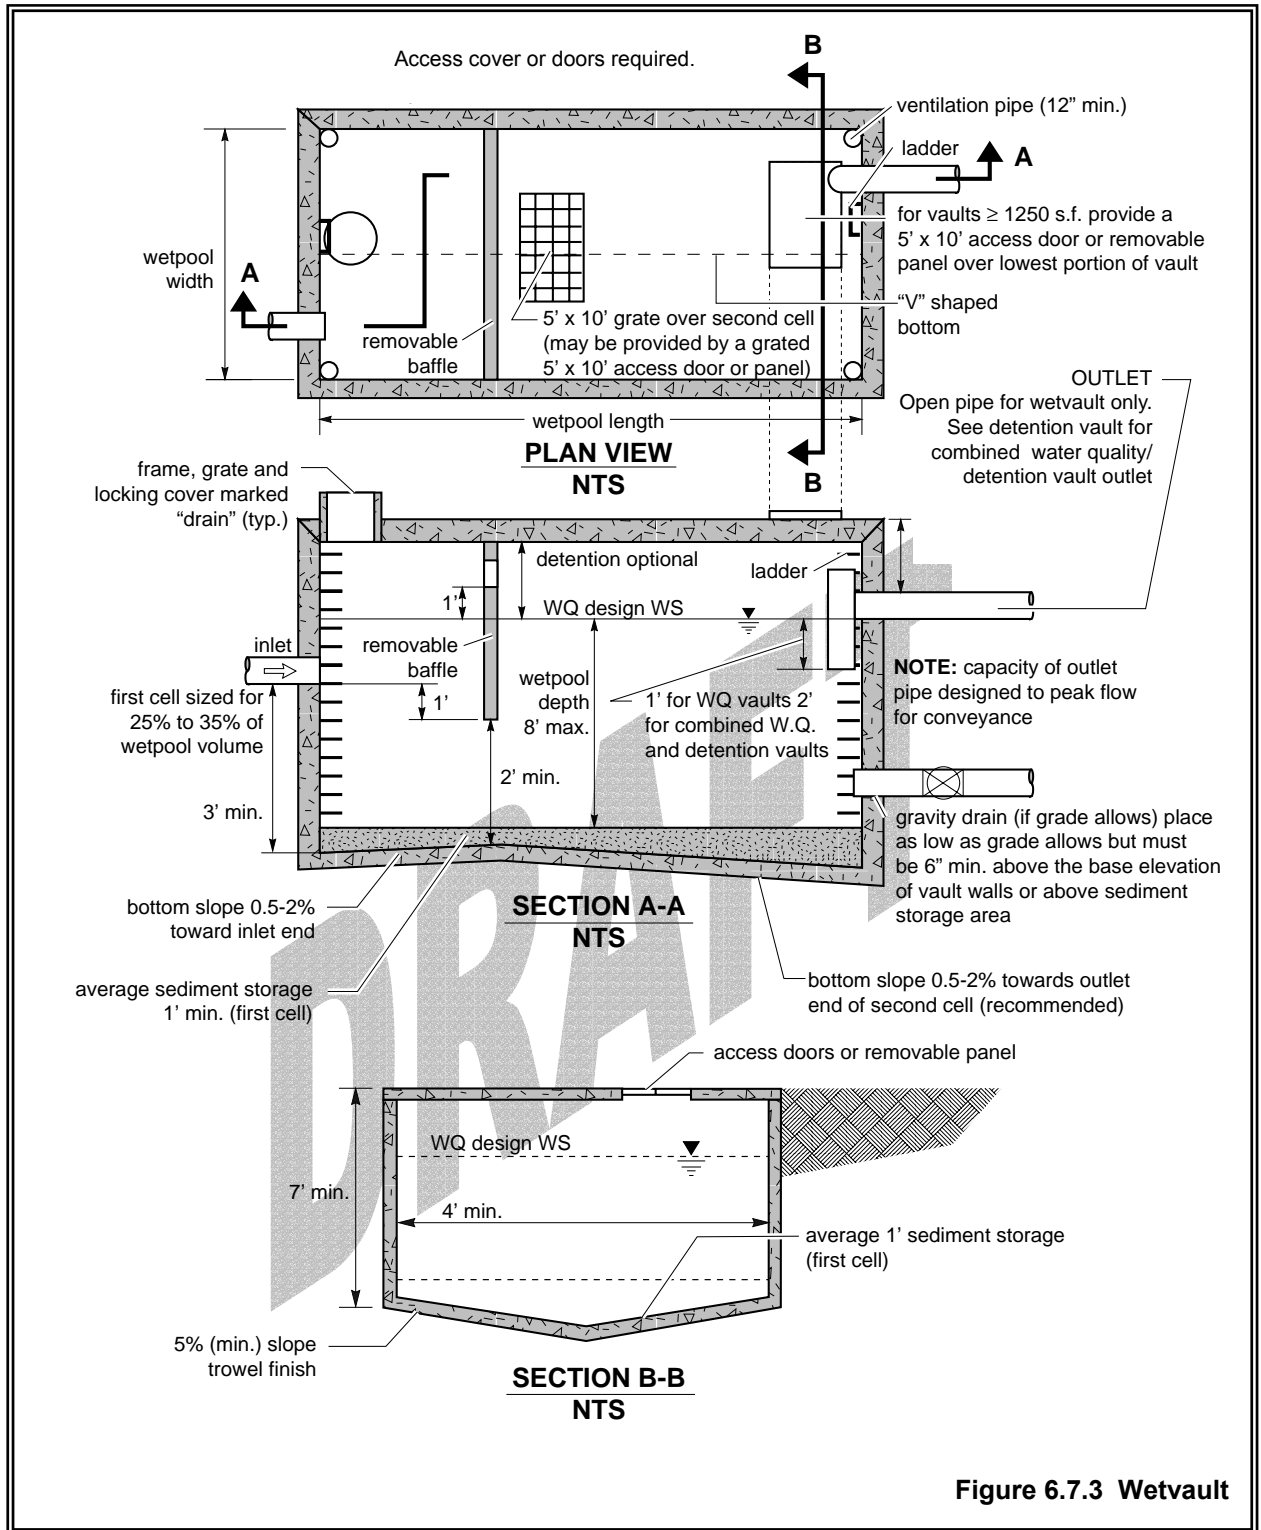 Access cover or doors required.
B
ventilation pipe (12” min.)
ladder
A
for vaults ≥ 1250 s.f. provide a
5’ x 10’ access door or removable
panel over lowest portion of vault
wetpool
width
A
“V” shaped
bottom
removable
baffle
5’ x 10’ grate over second cell
(may be provided by a grated
5’ x 10’ access door or panel)
wetpool length
OUTLET
Open pipe for wetvault only.
See detention vault for
combined water quality/
detention vault outlet
PLAN VIEW
NTS
B
frame, grate and
locking cover marked
“drain” (typ.)
detention optional
ladder
1’
WQ design WS
inlet
removable
baffle
wetpool
depth
8’ max.
NOTE: capacity of outlet
pipe designed to peak flow
for conveyance
first cell sized for
25% to 35% of
wetpool volume
1’
1’ for WQ vaults 2’
for combined W.Q.
and detention vaults
2’ min.
3’ min.
gravity drain (if grade allows) place
as low as grade allows but must
be 6” min. above the base elevation
of vault walls or above sediment
storage area
bottom slope 0.5-2%
toward inlet end
SECTION A-A
NTS
average sediment storage
1’ min. (first cell)
bottom slope 0.5-2% towards outlet
end of second cell (recommended)
DRAFT
access doors or removable panel
WQ design WS
7’ min.
4’ min.
average 1’ sediment storage
(first cell)
5% (min.) slope
trowel finish
SECTION B-B
NTS
Figure 6.7.3 Wetvault